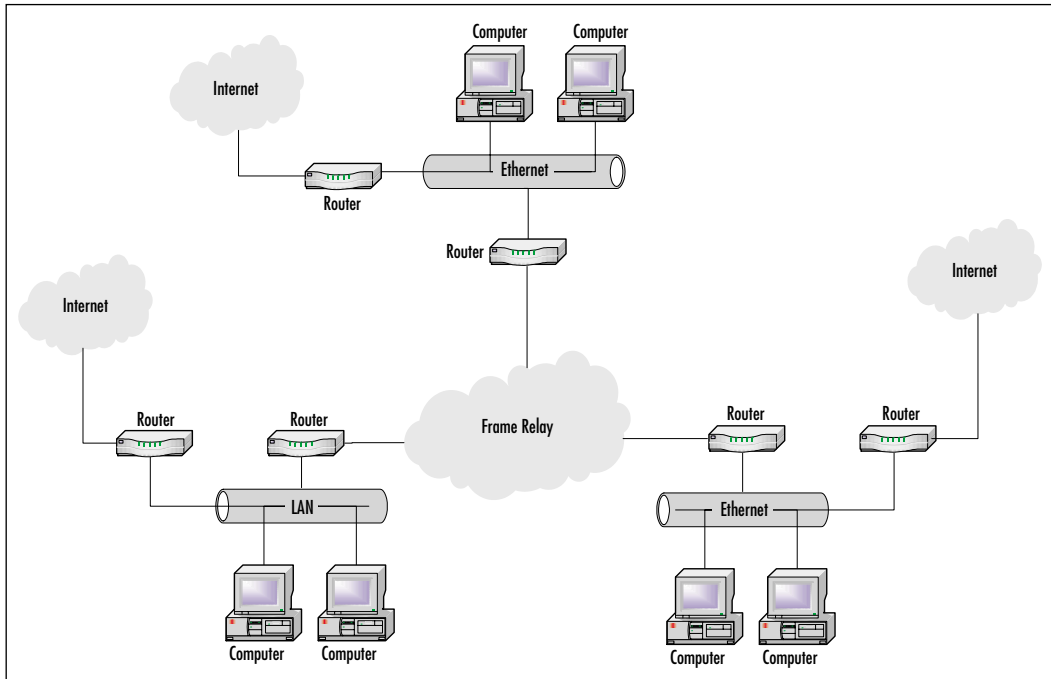 Computer
Computer
Internet
Ethernet
Router
Router
Internet
Internet
Router
Router
Frame Relay
Router
Router
LAN
Ethernet
Computer
Computer
Computer
Computer